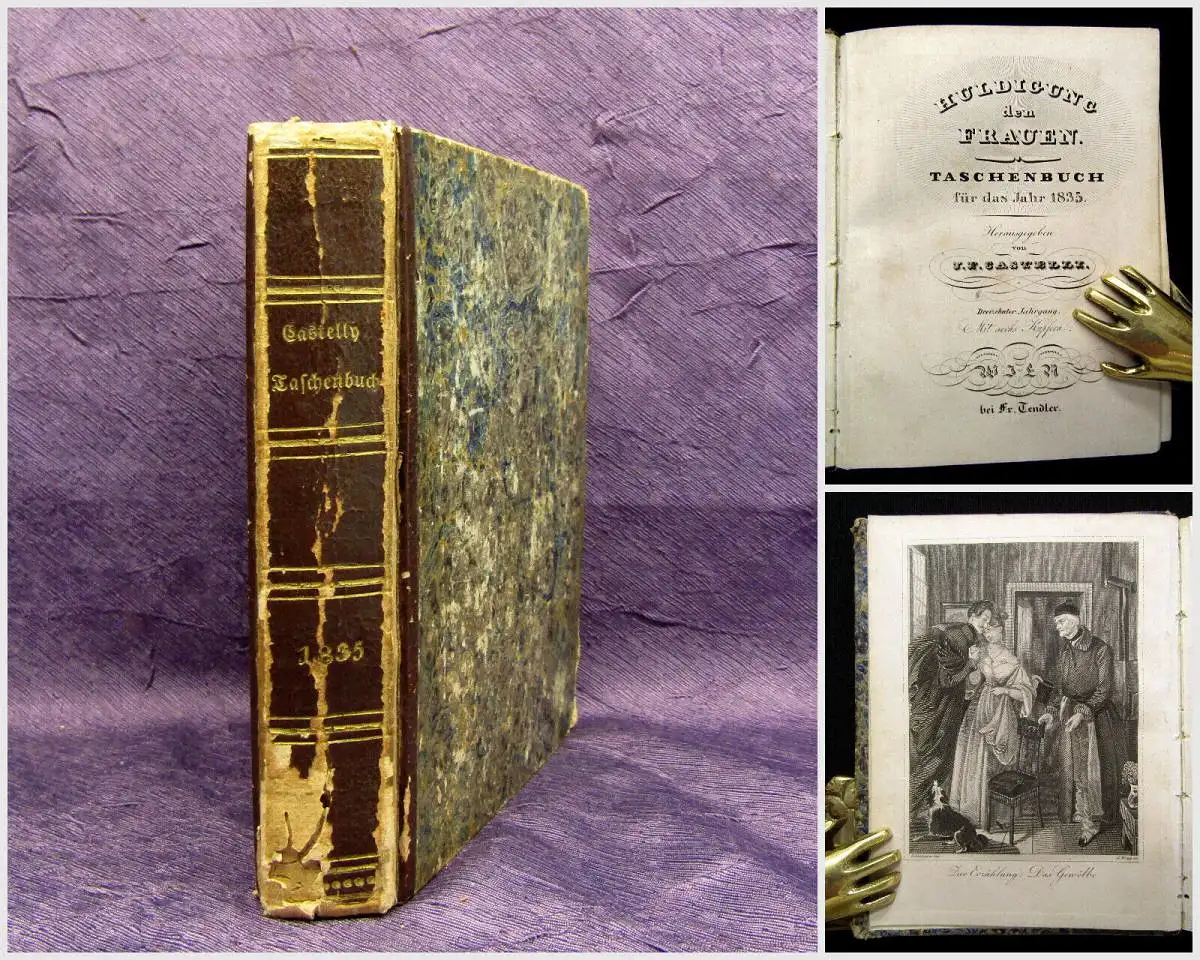 Castelly
Taschenbuch
1835
HULDIGUNG
den
FRAUEN.
TASCHENBUCH
für das Jahr 1835.
Herausgegeben
von
I.F.CASTELLI.
Dreizehnter Jahrgang.
Mit sechs Kupfern.
WIEN
bei Fr. Tendler.
Zur Erzählung: Das Gewölbe